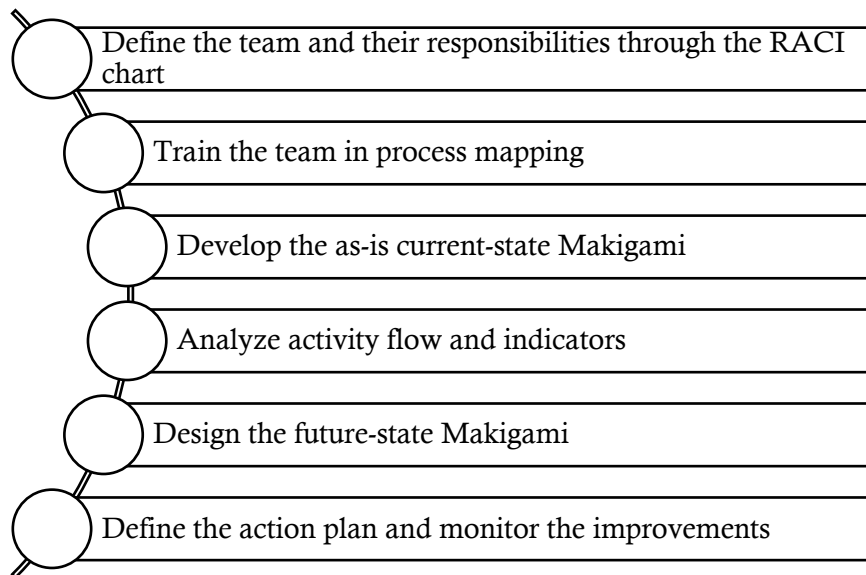 Define the team and their responsibilities through the RACI
chart
Train the team in process mapping
Develop the as-is current-state Makigami
Analyze activity flow and indicators
Design the future-state Makigami
Define the action plan and monitor the improvements